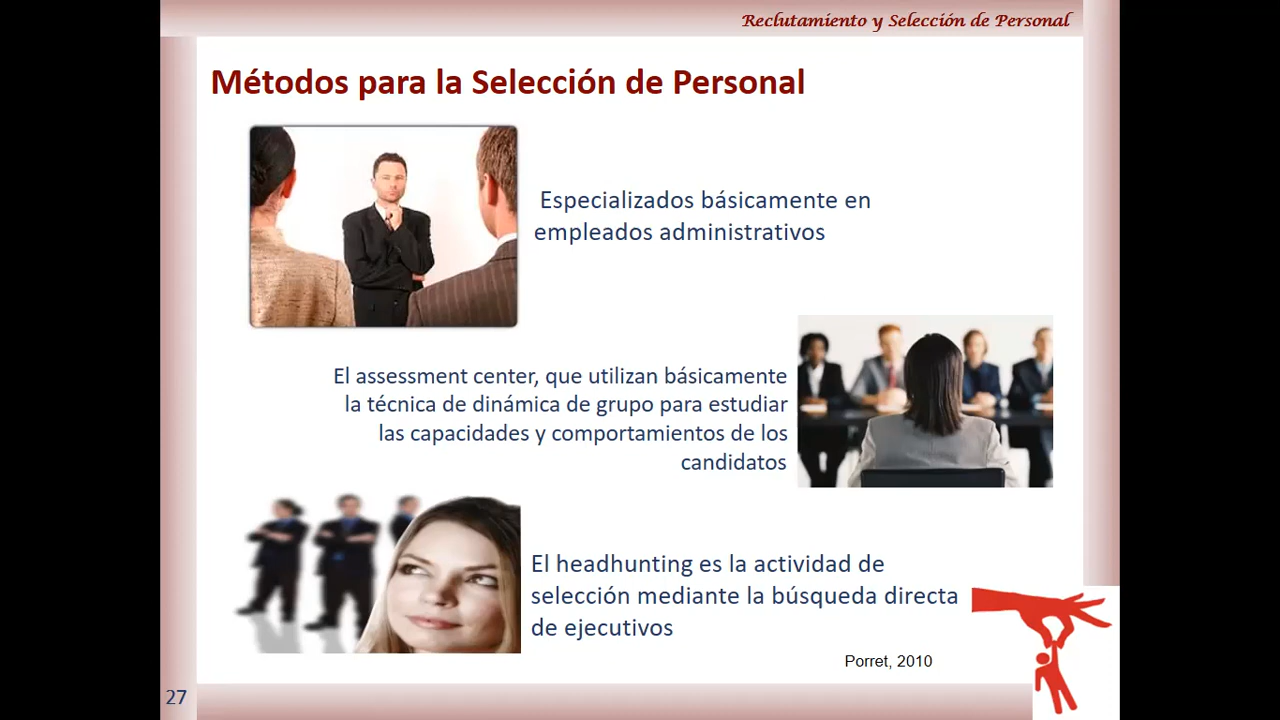 Reclutamiento y Selección de Personal
Métodos para la Selección de Personal
Especializados básicamente en
empleados administrativos
El assessment center, que utilizan básicamente
la técnica de dinámica de grupo para estudiar
las capacidades y comportamientos de los
candidatos
El headhunting es la actividad de
selección mediante la búsqueda directa
de ejecutivos
Porret, 2010
27